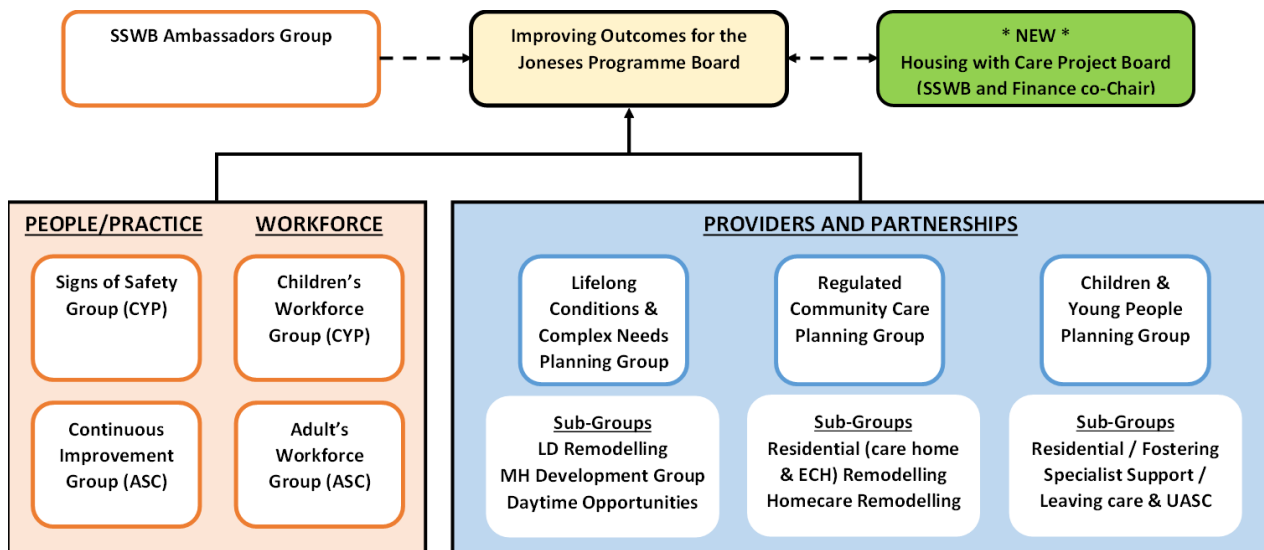 SSWB Ambassadors Group
Improving Outcomes for the
Joneses Programme Board
* NEW *
Housing with Care Project Board
(SSWB and Finance co-Chair)
PEOPLE/PRACTICE
WORKFORCE
Signs of Safety
Group (CYP)
Children’s
Workforce
Group (CYP)
Continuous
Improvement
Group (ASC)
Adult’s
Workforce
Group (ASC)
PROVIDERS AND PARTNERSHIPS
Lifelong
Conditions &
Complex Needs
Planning Group
Regulated
Community Care
Planning Group
Children &
Young People
Planning Group
Sub-Groups
LD Remodelling
MH Development Group
Daytime Opportunities
Sub-Groups
Residential (care home
& ECH) Remodelling
Homecare Remodelling
Sub-Groups
Residential / Fostering
Specialist Support /
Leaving care & UASC